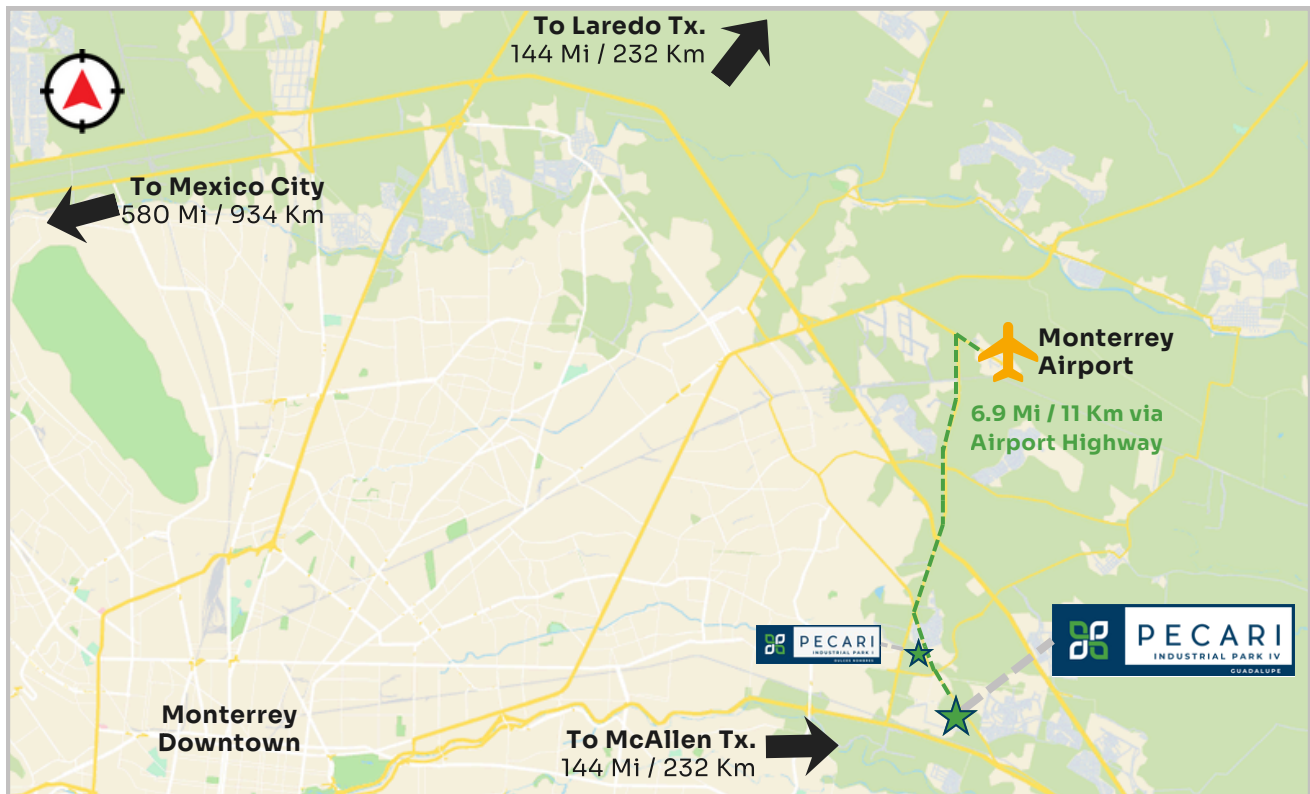 To Laredo Tx.
144 Mi / 232 Km
To Mexico City
580 Mi / 934 Km
Monterrey
Airport
6.9 Mi / 11 Km via
Airport Highway
PECARI
INDUSTRIAL PARK I
PECARI
INDUSTRIAL PARK IV
GUADALUPE
Monterrey
Downtown
To McAllen Tx.
144 Mi / 232 Km